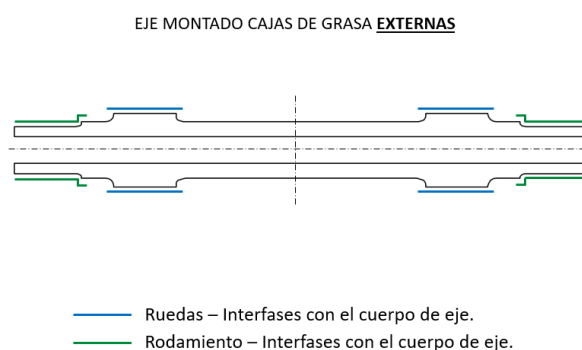 EJE MONTADO CAJAS DE GRASA EXTERNAS
Ruedas – Interfases con el cuerpo de eje.
Rodamiento – Interfases con el cuerpo de eje.